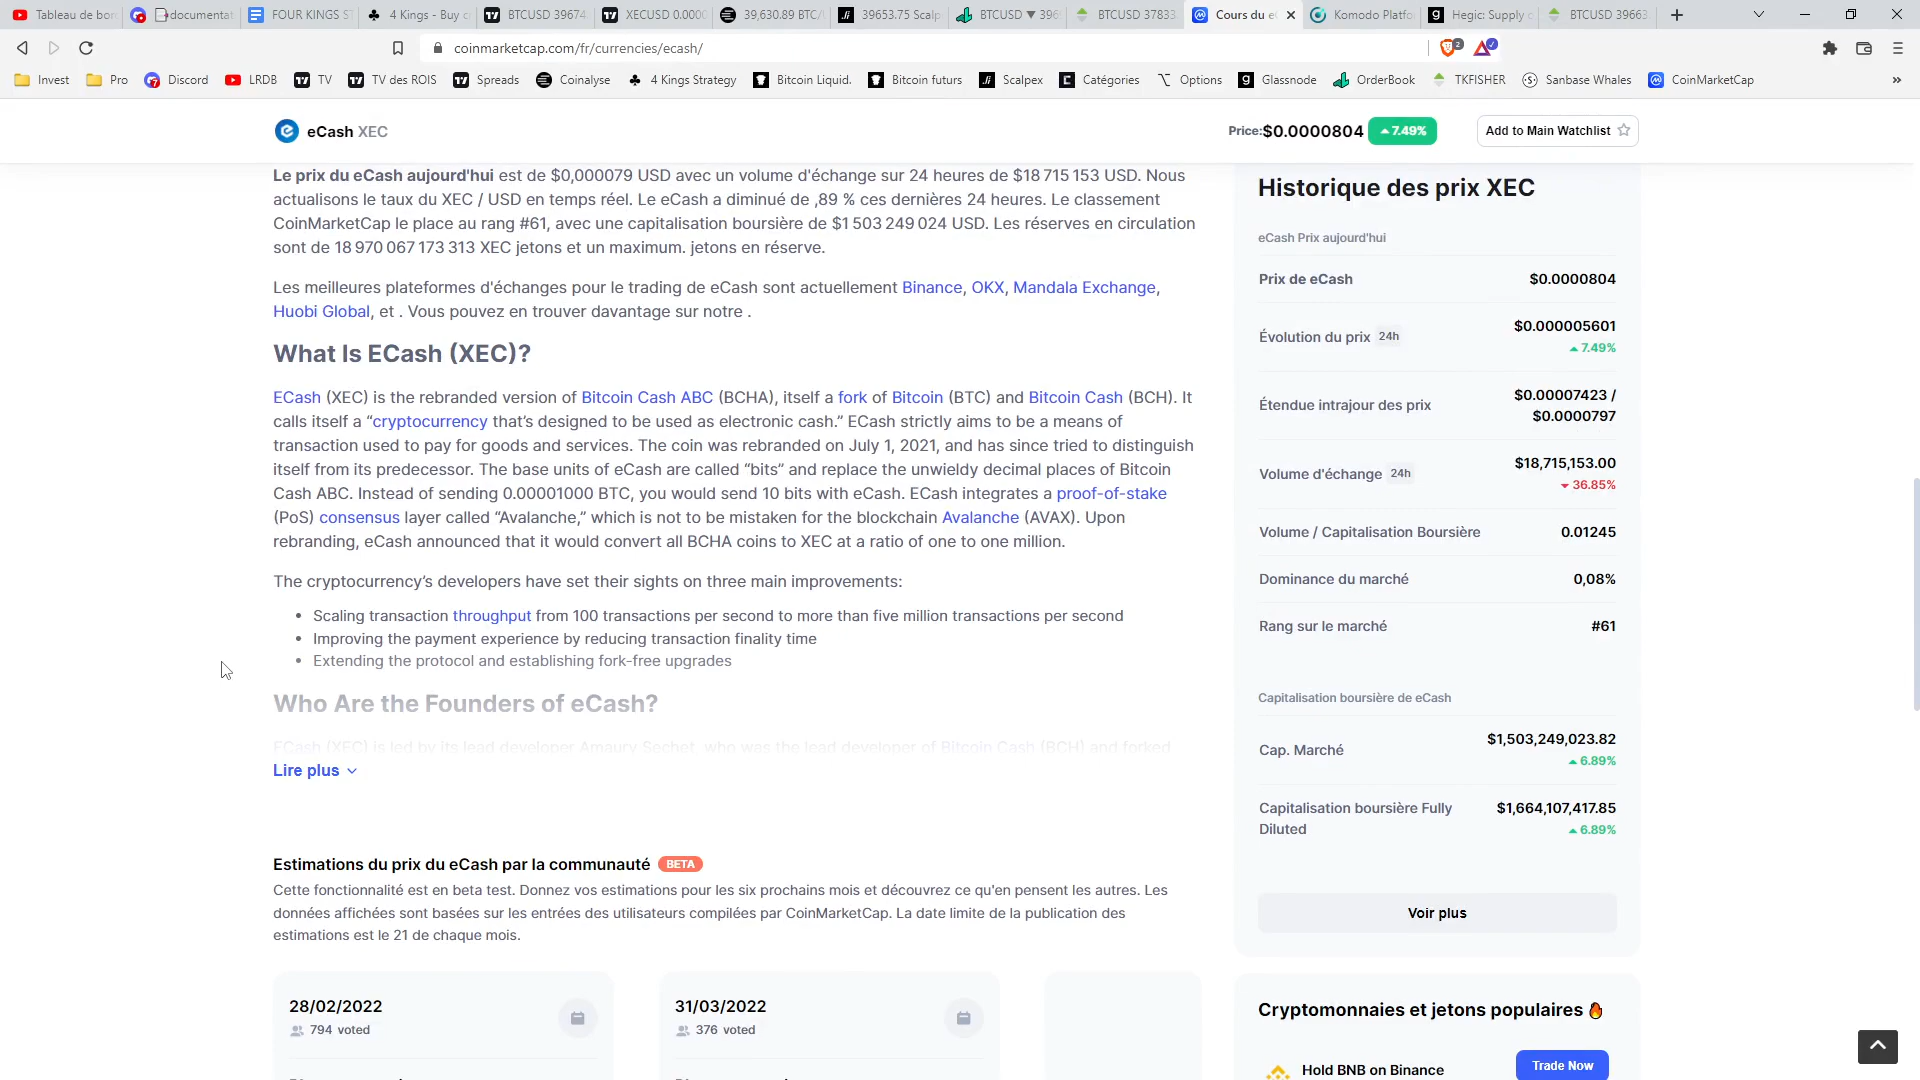 Tableau de bor
documentat
FOUR KINGS ST
4 Kings - Buy c
BTCUSD 39674
XECUSD 0.0000
39,630.89 BTC/U
39653.75 Scalp
BTCUSD ▼ 396
BTCUSD 37833
Cours du e
Komodo Platfo
Hegic: Supply o
BTCUSD 39663
coinmarketcap.com/fr/currencies/ecash/
2
Invest
Pro
Discord
LRDB
TV
TV des ROIS
Spreads
Coinalyse
4 Kings Strategy
Bitcoin Liquid.
Bitcoin futurs
Scalpex
Catégories
Options
Glassnode
OrderBook
TKFISHER
Sanbase Whales
CoinMarketCap
»
eCash XEC
Price:$0.0000804
7.49%
Add to Main Watchlist
Le prix du eCash aujourd'hui est de $0,000079 USD avec un volume d'échange sur 24 heures de $18 715 153 USD. Nous
actualisons le taux du XEC / USD en temps réel. Le eCash a diminué de ,89 % ces dernières 24 heures. Le classement
CoinMarketCap le place au rang #61, avec une capitalisation boursière de $1 503 249 024 USD. Les réserves en circulation
sont de 18 970 067 173 313 XEC jetons et un maximum. jetons en réserve.
Les meilleures plateformes d'échanges pour le trading de eCash sont actuellement Binance, OKX, Mandala Exchange,
Huobi Global, et . Vous pouvez en trouver davantage sur notre .
What Is ECash (XEC)?
ECash (XEC) is the rebranded version of Bitcoin Cash ABC (BCHA), itself a fork of Bitcoin (BTC) and Bitcoin Cash (BCH). It
calls itself a “cryptocurrency that’s designed to be used as electronic cash.” ECash strictly aims to be a means of
transaction used to pay for goods and services. The coin was rebranded on July 1, 2021, and has since tried to distinguish
itself from its predecessor. The base units of eCash are called “bits” and replace the unwieldy decimal places of Bitcoin
Cash ABC. Instead of sending 0.00001000 BTC, you would send 10 bits with eCash. ECash integrates a proof-of-stake
(PoS) consensus layer called “Avalanche,” which is not to be mistaken for the blockchain Avalanche (AVAX). Upon
rebranding, eCash announced that it would convert all BCHA coins to XEC at a ratio of one to one million.
The cryptocurrency’s developers have set their sights on three main improvements:
• Scaling transaction throughput from 100 transactions per second to more than five million transactions per second
• Improving the payment experience by reducing transaction finality time
• Extending the protocol and establishing fork-free upgrades
Who Are the Founders of eCash?
ECash (XEC) is led by its lead developer Amaury Sechet, who was the lead developer of Bitcoin Cash (BCH) and forked
Lire plus
Estimations du prix du eCash par la communauté BETA
Cette fonctionnalité est en beta test. Donnez vos estimations pour les six prochains mois et découvrez ce qu'en pensent les autres. Les
données affichées sont basées sur les entrées des utilisateurs compilées par CoinMarketCap. La date limite de la publication des
estimations est le 21 de chaque mois.
28/02/2022
794 voted
31/03/2022
376 voted
Historique des prix XEC
eCash Prix aujourd'hui
Prix de eCash $0.0000804
Évolution du prix 24h $0.000005601
7.49%
Étendue intrajour des prix $0.00007423 /
$0.0000797
Volume d'échange 24h $18,715,153.00
36.85%
Volume / Capitalisation Boursière 0.01245
Dominance du marché 0,08%
Rang sur le marché #61
Capitalisation boursière de eCash
Cap. Marché $1,503,249,023.82
6.89%
Capitalisation boursière Fully $1,664,107,417.85
Diluted 6.89%
Voir plus
Cryptomonnaies et jetons populaires
Hold BNB on Binance
Trade Now